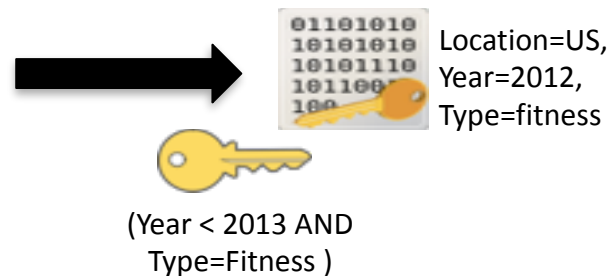 01101010
10101010
10101110
101100
100
Location=US,
Year=2012,
Type=fitness
(Year < 2013 AND
Type=Fitness )